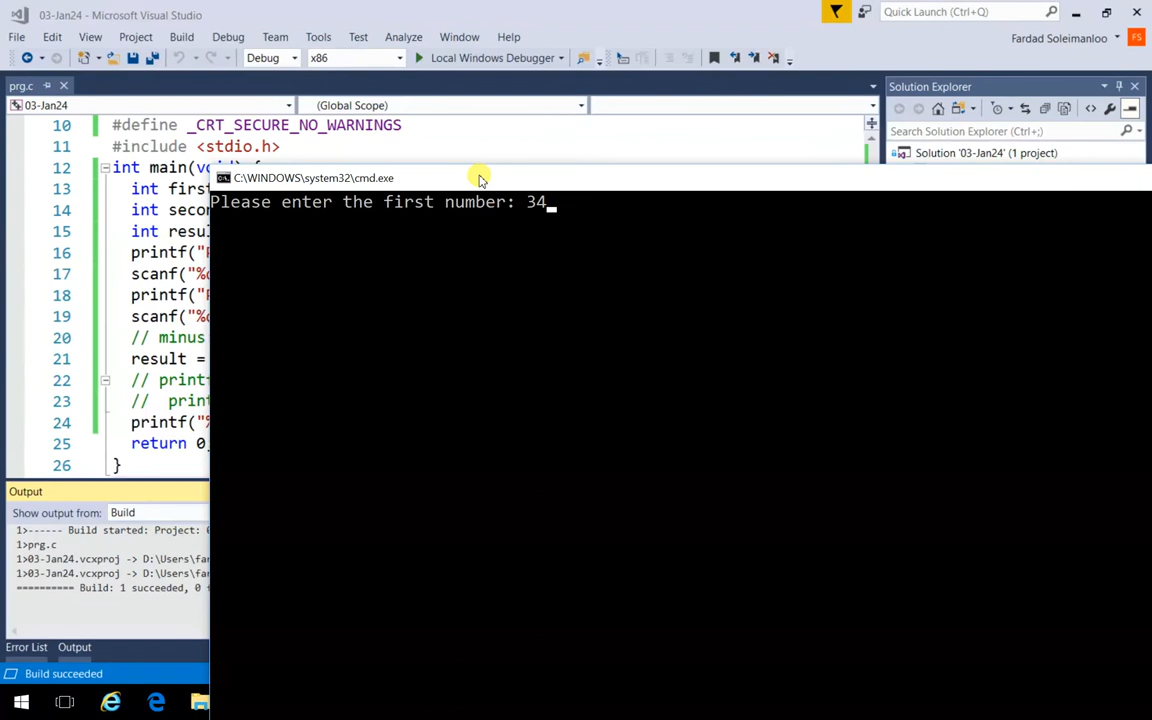 03-Jan24 - Microsoft Visual Studio
Quick Launch (Ctrl+Q)
File Edit View Project Build Debug Team Tools Test Analyze Window Help
Fardad Soleimanloo FS
Debug x86 Local Windows Debugger
prg.c
Solution Explorer
03-Jan24 (Global Scope)
Search Solution Explorer (Ctrl+;)
Solution '03-Jan24' (1 project)
10 #define _CRT_SECURE_NO_WARNINGS
11 #include <stdio.h>
12 int main(void) {
13 int firs
14 int secon
15 int resul
16 printf("
17 scanf("%
18 printf("
19 scanf("%
20 // minus
21 result =
22 // print
23 // prin
24 printf("%
25 return 0
26 }
C:\WINDOWS\system32\cmd.exe
Please enter the first number: 34
Output
Show output from: Build
1>------ Build started: Project: 0
1>prg.c
1>03-Jan24.vcxproj -> D:\Users\far
1>03-Jan24.vcxproj -> D:\Users\far
========== Build: 1 succeeded, 0
Error List Output
Build succeeded